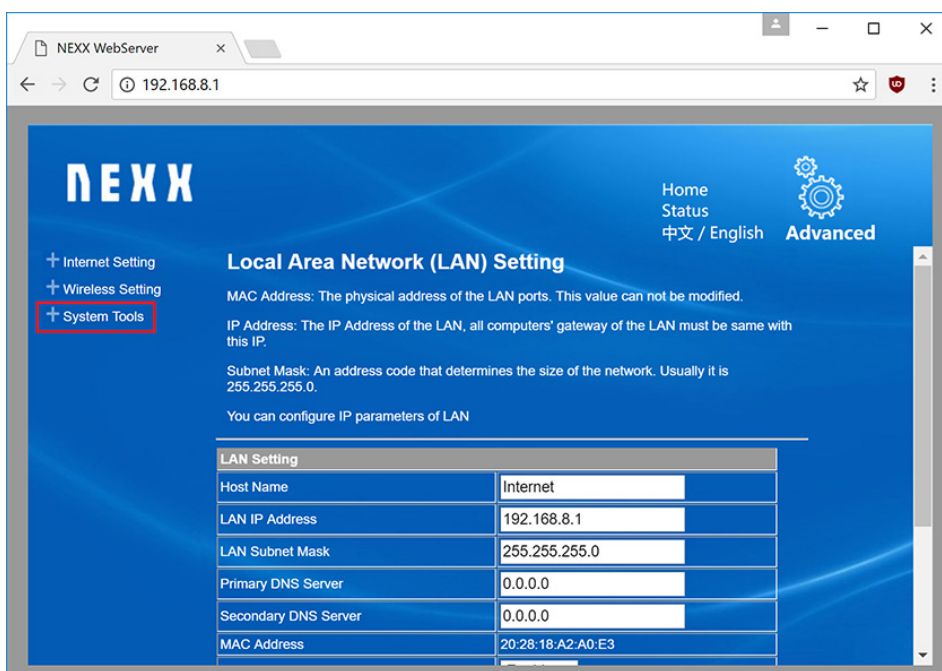 NEXX WebServer
192.168.8.1
NEXX
Home
Status
中文 / English
Advanced
Internet Setting
Wireless Setting
System Tools
Local Area Network (LAN) Setting
MAC Address: The physical address of the LAN ports. This value can not be modified.
IP Address: The IP Address of the LAN, all computers' gateway of the LAN must be same with
this IP.
Subnet Mask: An address code that determines the size of the network. Usually it is
255.255.255.0.
You can configure IP parameters of LAN
LAN Setting
Host Name Internet
LAN IP Address 192.168.8.1
LAN Subnet Mask 255.255.255.0
Primary DNS Server 0.0.0.0
Secondary DNS Server 0.0.0.0
MAC Address 20:28:18:A2:A0:E3